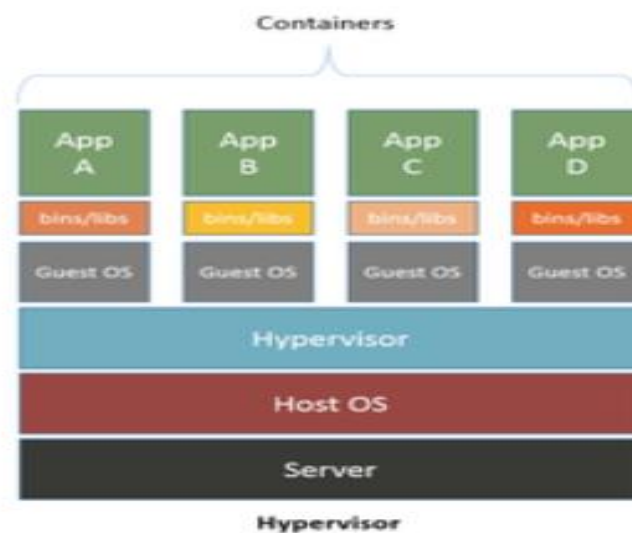 Containers
App App App App
A B C D
bins/libs bins/libs bins/libs bins/libs
Guest OS Guest OS Guest OS Guest OS
Hypervisor
Host OS
Server
Hypervisor